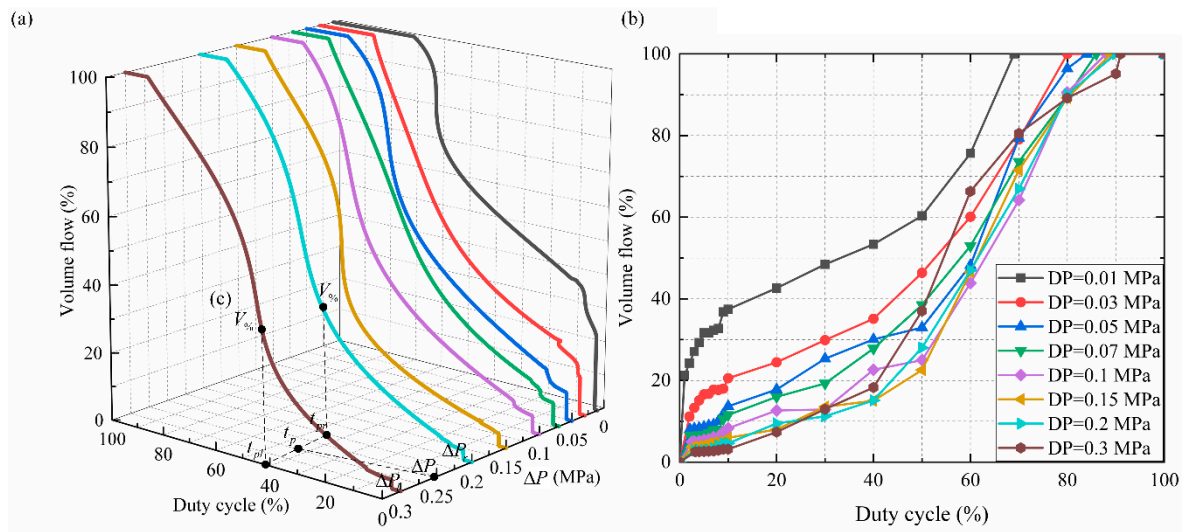 (a)
100
80
60
40
20
0
Volume flow (%)
100
80
60
40
20
0
Duty cycle (%)
0.3
0.25
0.2
0.15
0.1
0.05
0
ΔP (MPa)
(c)
V%
V%
tpf
tp
ΔP
(b)
100
80
60
40
20
0
Volume flow (%)
0
20
40
60
80
100
Duty cycle (%)
DP=0.01 MPa
DP=0.03 MPa
DP=0.05 MPa
DP=0.07 MPa
DP=0.1 MPa
DP=0.15 MPa
DP=0.2 MPa
DP=0.3 MPa